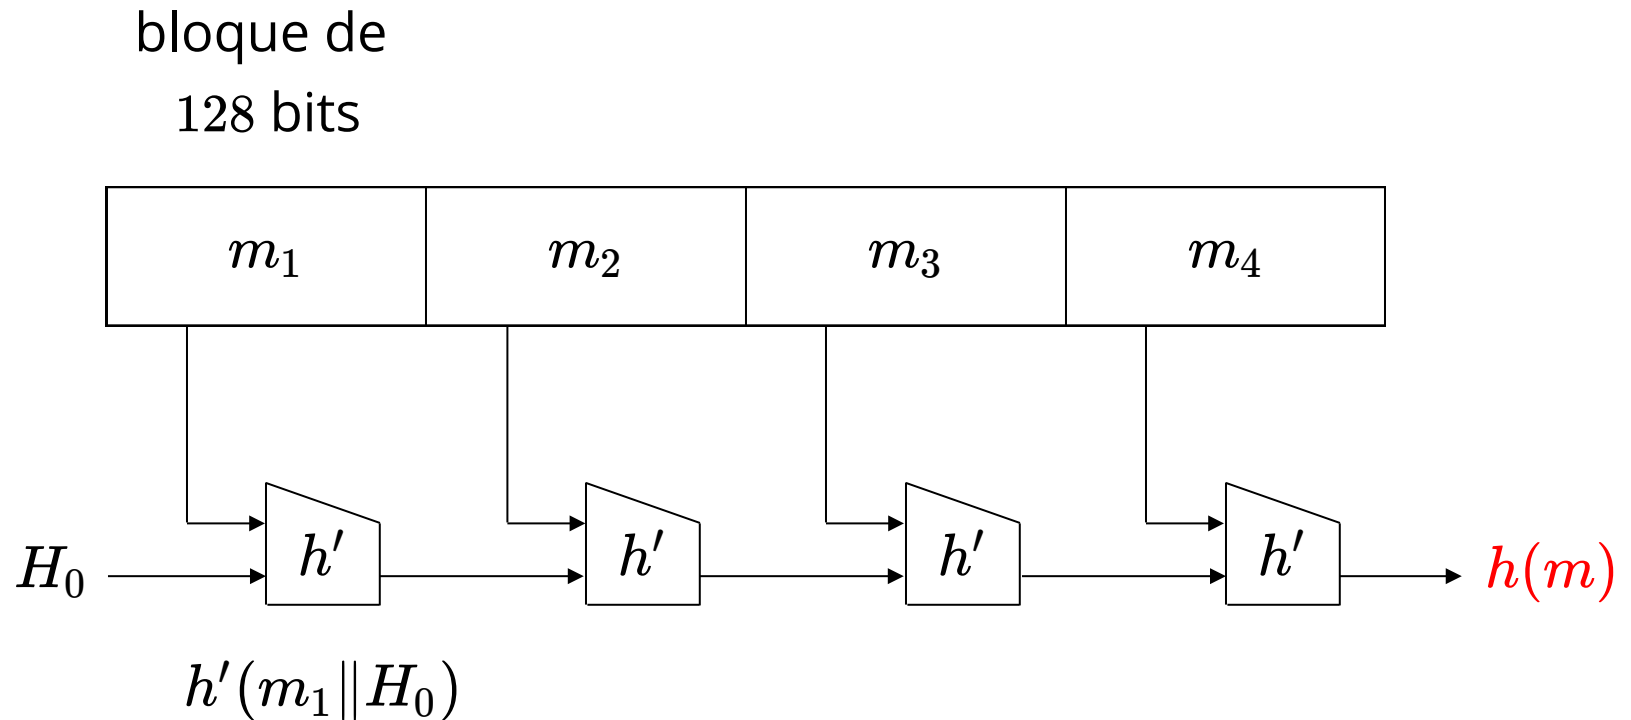 bloque de
128 bits
m₁ m₂ m₃ m₄
h′ h′ h′ h′
H₀ h(m)
h′(m₁‖H₀)